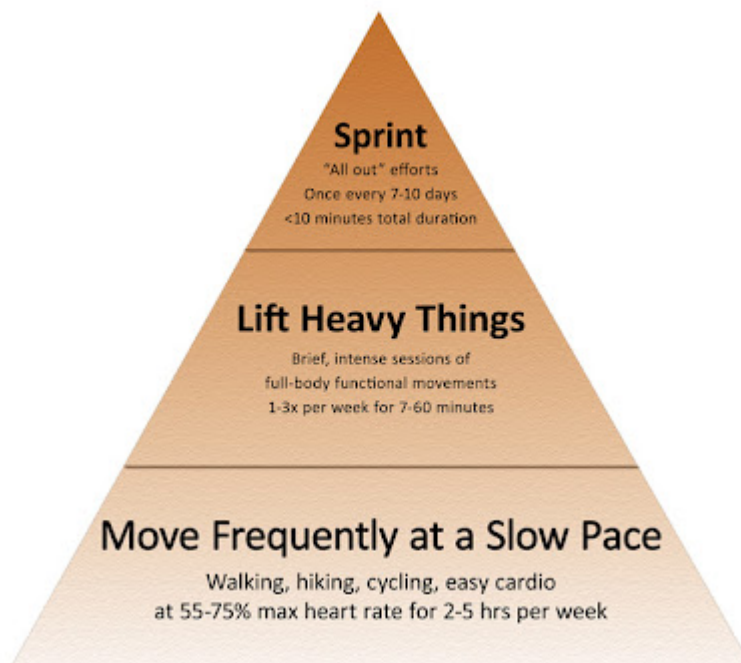 Sprint
“All out” efforts
Once every 7-10 days
<10 minutes total duration
Lift Heavy Things
Brief, intense sessions of
full-body functional movements
1-3x per week for 7-60 minutes
Move Frequently at a Slow Pace
Walking, hiking, cycling, easy cardio
at 55-75% max heart rate for 2-5 hrs per week